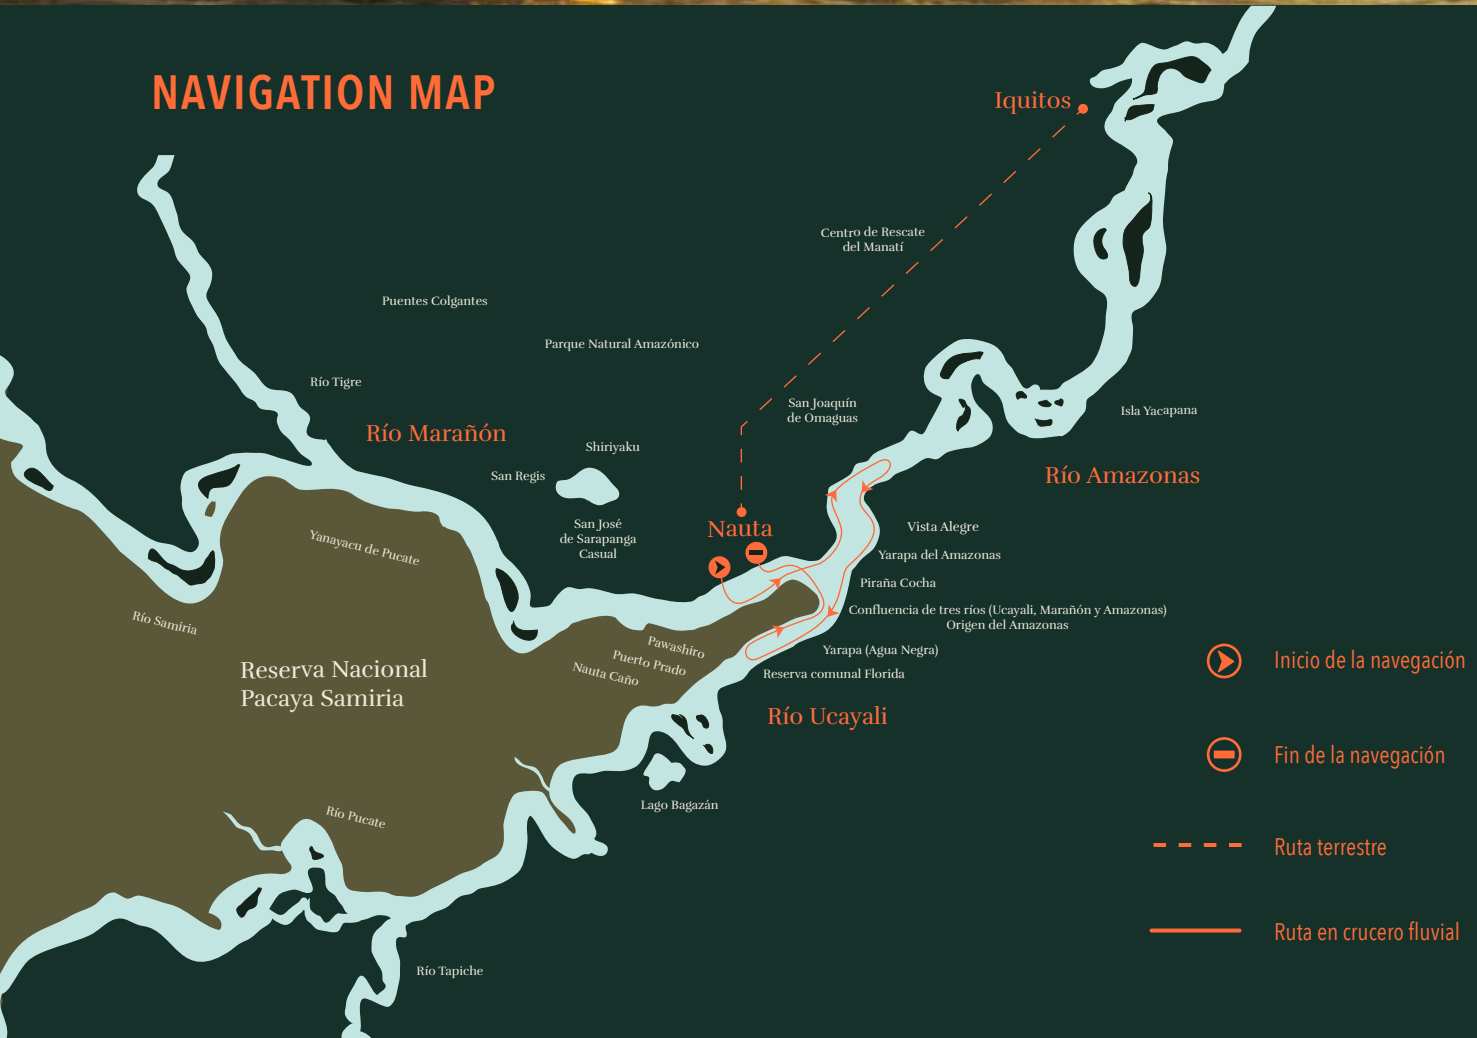 NAVIGATION MAP
Iquitos
Centro de Rescate
del Manatí
Puentes Colgantes
Parque Natural Amazónico
Río Tigre
San Joaquín
de Omaguas
Isla Yacapana
Río Marañón
Shiriyaku
San Regis
Río Amazonas
San José
de Sarapanga
Casual
Nauta
Vista Alegre
Yanayacu de Pucate
Yarapa del Amazonas
Piraña Cocha
Confluencia de tres ríos (Ucayali, Marañón y Amazonas)
Origen del Amazonas
Río Samiria
Pawashiro
Puerto Prado
Nauta Caño
Yarapa (Agua Negra)
Reserva comunal Florida
Reserva Nacional
Pacaya Samiria
Río Ucayali
Inicio de la navegación
Fin de la navegación
Lago Bagazán
Río Pucate
Ruta terrestre
Ruta en crucero fluvial
Río Tapiche